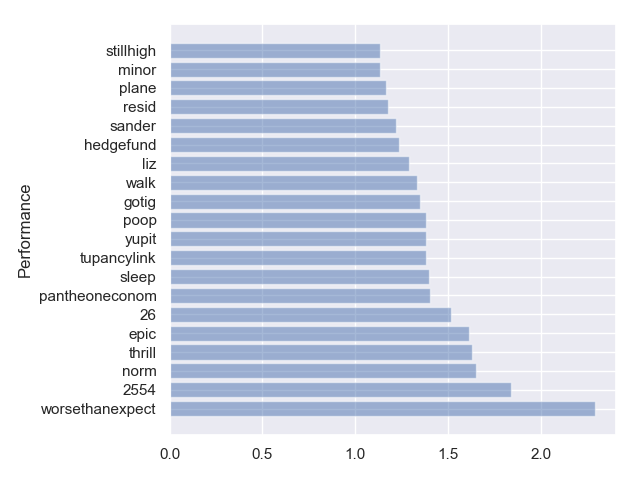 stillhigh
minor
plane
resid
sander
hedgefund
liz
walk
gotig
poop
yupit
tupancylink
sleep
pantheoneconom
26
epic
thrill
norm
2554
worsethanexpect
Performance
0.0 0.5 1.0 1.5 2.0